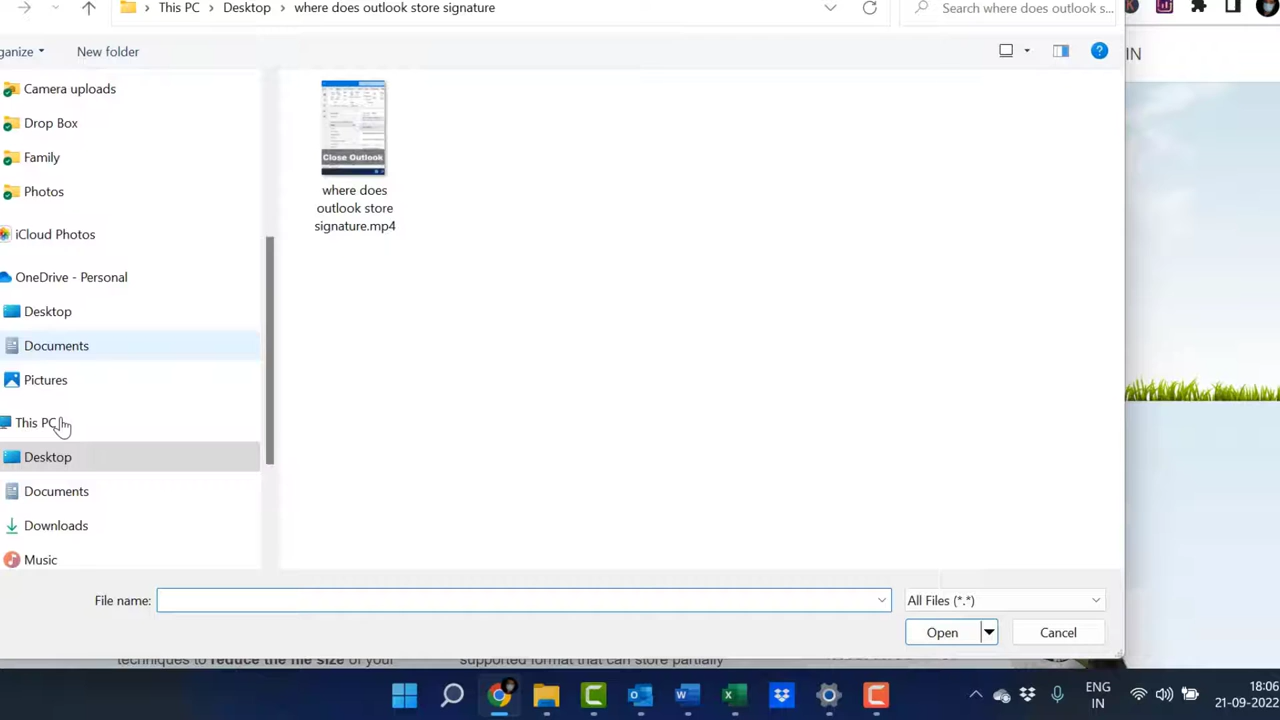 This PC > Desktop > where does outlook store signature
Search where does outlook s...
IN
ganize
New folder
Camera uploads
Drop Box
Family
Photos
iCloud Photos
OneDrive - Personal
Desktop
Documents
Pictures
This PC
Desktop
Documents
Downloads
Music
Close Outlook
where does
outlook store
signature.mp4
File name:
All Files (*.*)
Open
Cancel
techniques to reduce the file size of your
supported format that can store partially
ENG
IN
18:06
21-09-2022